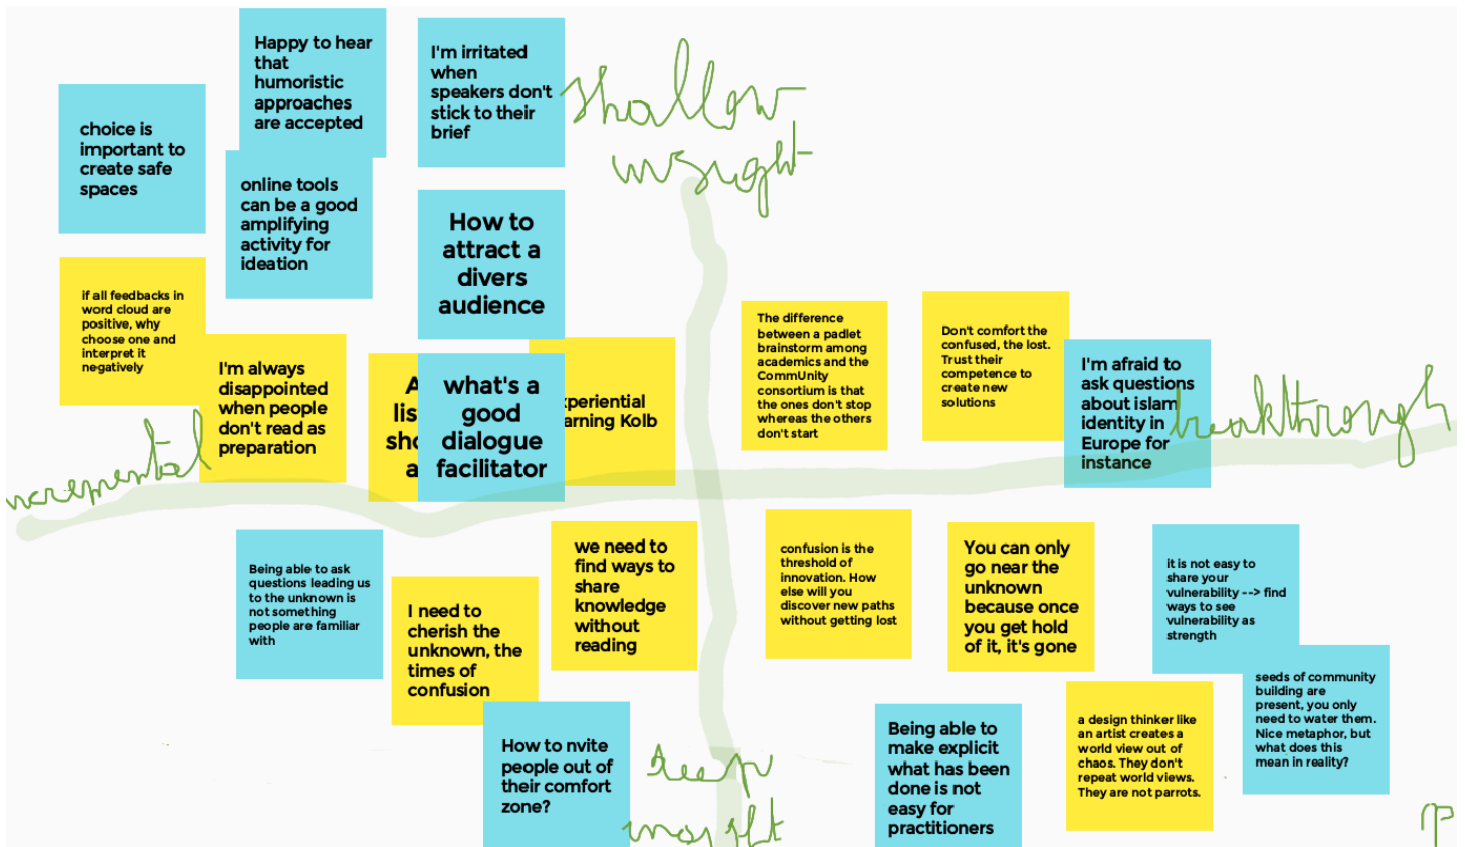 Happy to hear
that
humoristic
approaches
are accepted
I'm irritated
when
speakers don't
stick to their
brief
shallow
insight
choice is
important to
create safe
spaces
online tools
can be a good
amplifying
activity for
ideation
How to
attract a
divers
audience
if all feedbacks in
word cloud are
positive, why
choose one and
interpret it
negatively
I'm always
disappointed
when people
don't read as
preparation
A
lis
sho
a
what's a
good
dialogue
facilitator
xperiential
arning Kolb
The difference
between a padlet
brainstorm among
academics and the
CommUnity
consortium is that
the ones don't stop
whereas the others
don't start
Don't comfort the
confused, the lost.
Trust their
competence to
create new
solutions
I'm afraid to
ask questions
about islam
identity in
Europe for
instance
breakthrough
incremental
Being able to ask
questions leading us
to the unknown is
not something
people are familiar
with
I need to
cherish the
unknown, the
times of
confusion
we need to
find ways to
share
knowledge
without
reading
confusion is the
threshold of
innovation. How
else will you
discover new paths
without getting lost
You can only
go near the
unknown
because once
you get hold
of it, it's gone
it is not easy to
share your
vulnerability --> find
ways to see
vulnerability as
strength
How to nvite
people out of
their comfort
zone?
deep
insight
Being able to
make explicit
what has been
done is not
easy for
practitioners
a design thinker like
an artist creates a
world view out of
chaos. They don't
repeat world views.
They are not parrots.
seeds of community
building are
present, you only
need to water them.
Nice metaphor, but
what does this
mean in reality?